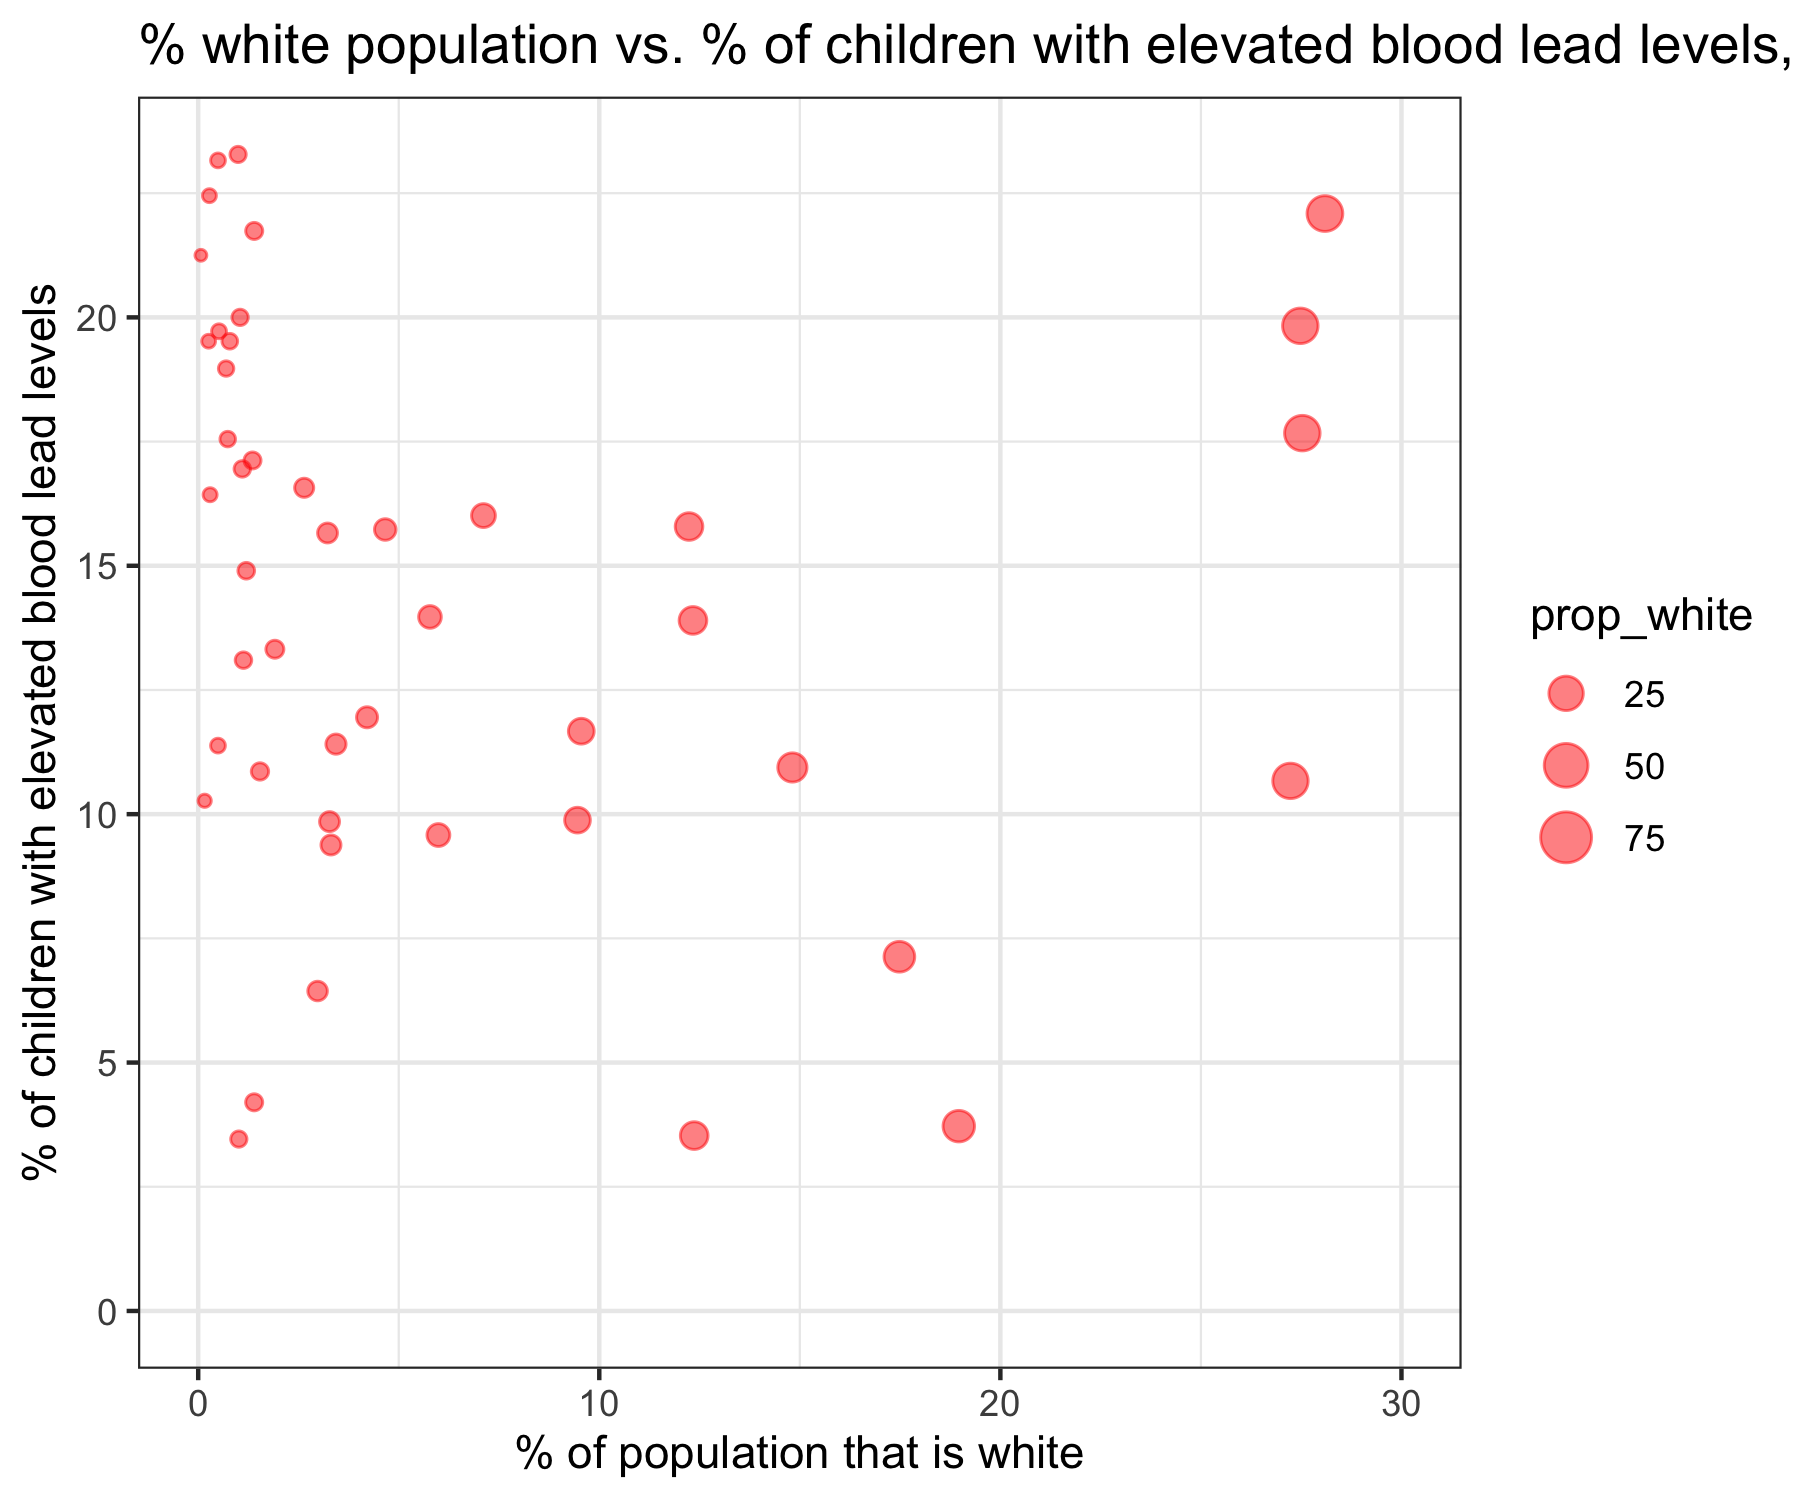 % white population vs. % of children with elevated blood lead levels,
% of children with elevated blood lead levels
20
15
10
5
0
0 10 20 30
% of population that is white
prop_white
25
50
75